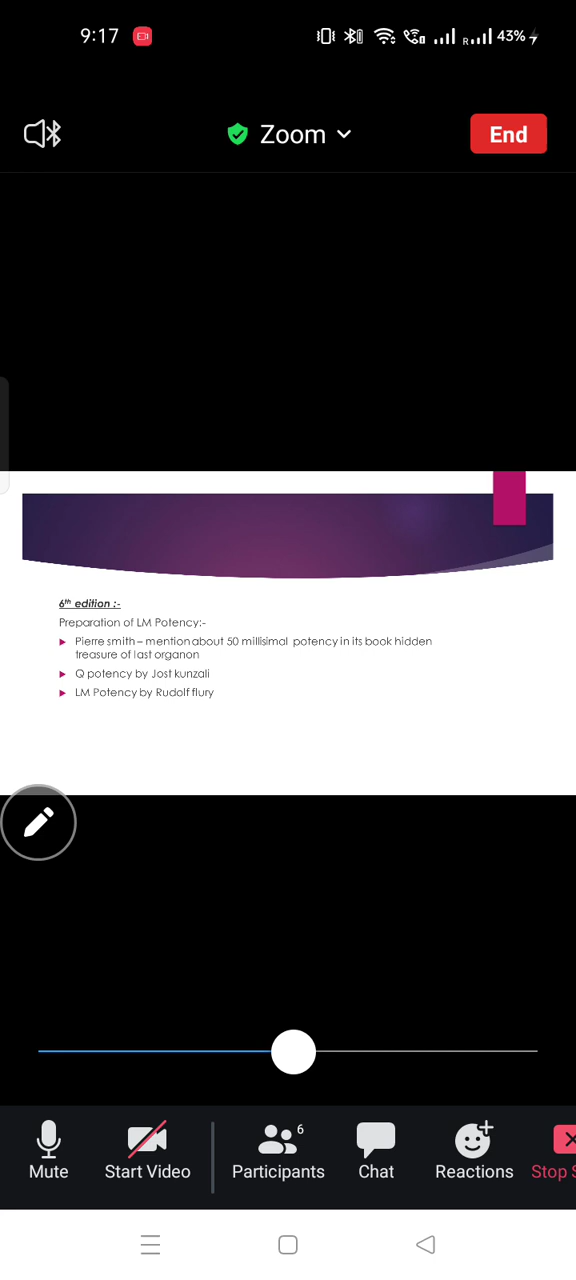 9:17
R
43%
Zoom
End
6th edition :-
Preparation of LM Potency:-
Pierre smith – mention about 50 millisimal potency in its book hidden
treasure of last organon
Q potency by Jost kunzali
LM Potency by Rudolf flury
6
Mute
Start Video
Participants
Chat
Reactions
Stop S